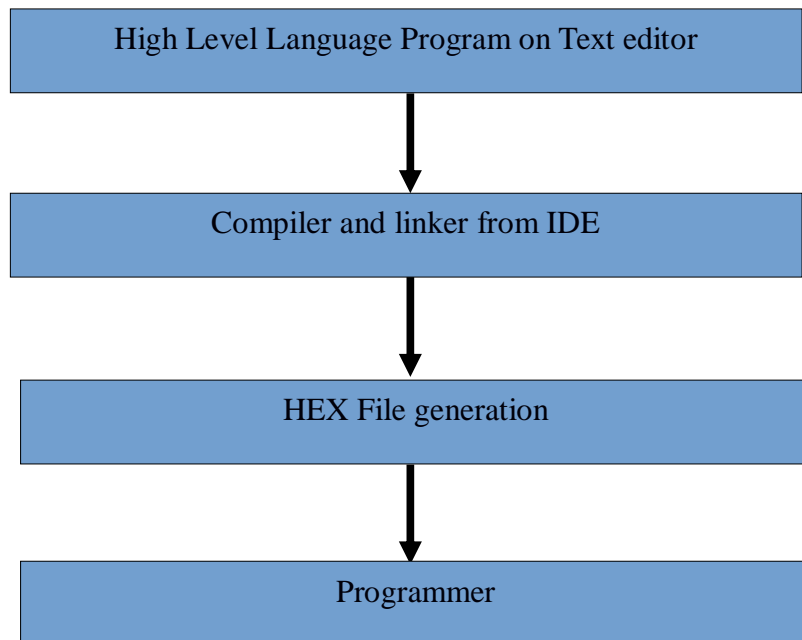 High Level Language Program on Text editor
Compiler and linker from IDE
HEX File generation
Programmer